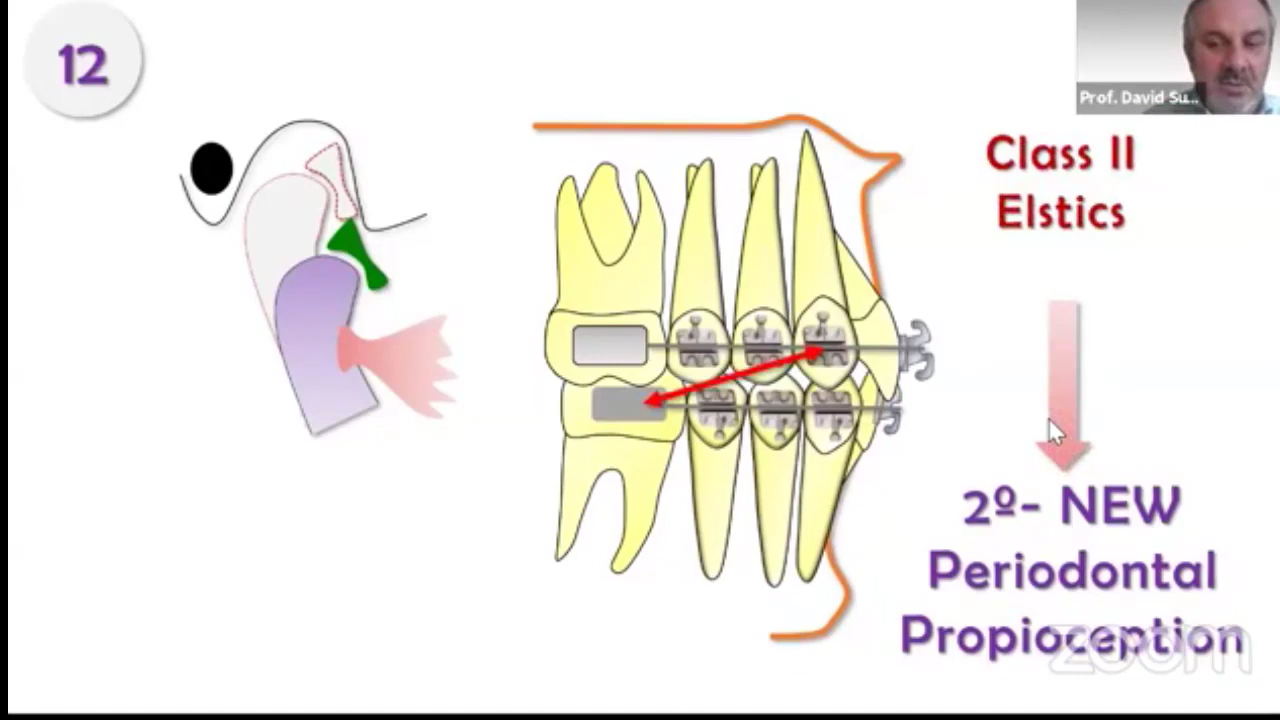 12
Prof. David Su...
Class II
Elstics
2º- NEW
Periodontal
Propioception
zoom